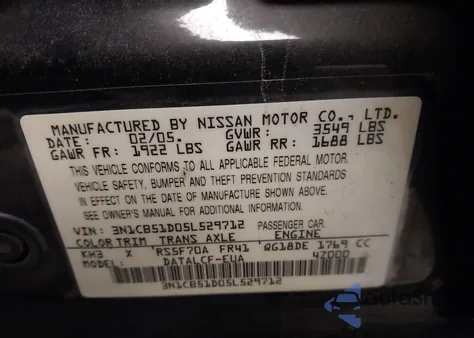 MANUFACTURED BY NISSAN MOTOR CO., LTD.
DATE: 02/05. GVWR: 3549 LBS
GAWR FR: 1922 LBS GAWR RR: 1688 LBS
THIS VEHICLE CONFORMS TO ALL APPLICABLE FEDERAL MOTOR
VEHICLE SAFETY, BUMPER AND THEFT PREVENTION STANDARDS
IN EFFECT ON THE DATE OF MANUFACTURE SHOWN ABOVE.
SEE OWNER'S MANUAL FOR ADDITIONAL INFORMATION
VIN: 3N1CB51D05L529712 PASSENGER CAR
COLOR TRIM TRANS AXLE ENGINE
KH3 X RS5F70A FR41 QG18DE 1769 CC
MODEL: DATALCF-EUA 47000
3N1CB51D05L529712